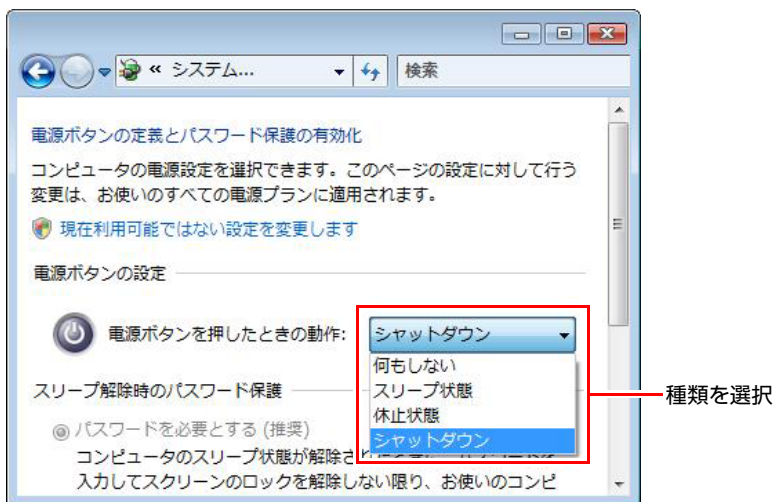 « システム...
検索
電源ボタンの定義とパスワード保護の有効化
コンピュータの電源設定を選択できます。このページの設定に対して行う
変更は、お使いのすべての電源プランに適用されます。
現在利用可能ではない設定を変更します
電源ボタンの設定
電源ボタンを押したときの動作: シャットダウン
何もしない
スリープ状態
休止状態
シャットダウン
種類を選択
スリープ解除時のパスワード保護
パスワードを必要とする (推奨)
コンピュータのスリープ状態が解除さ
入力してスクリーンのロックを解除しない限り、お使いのコンピ